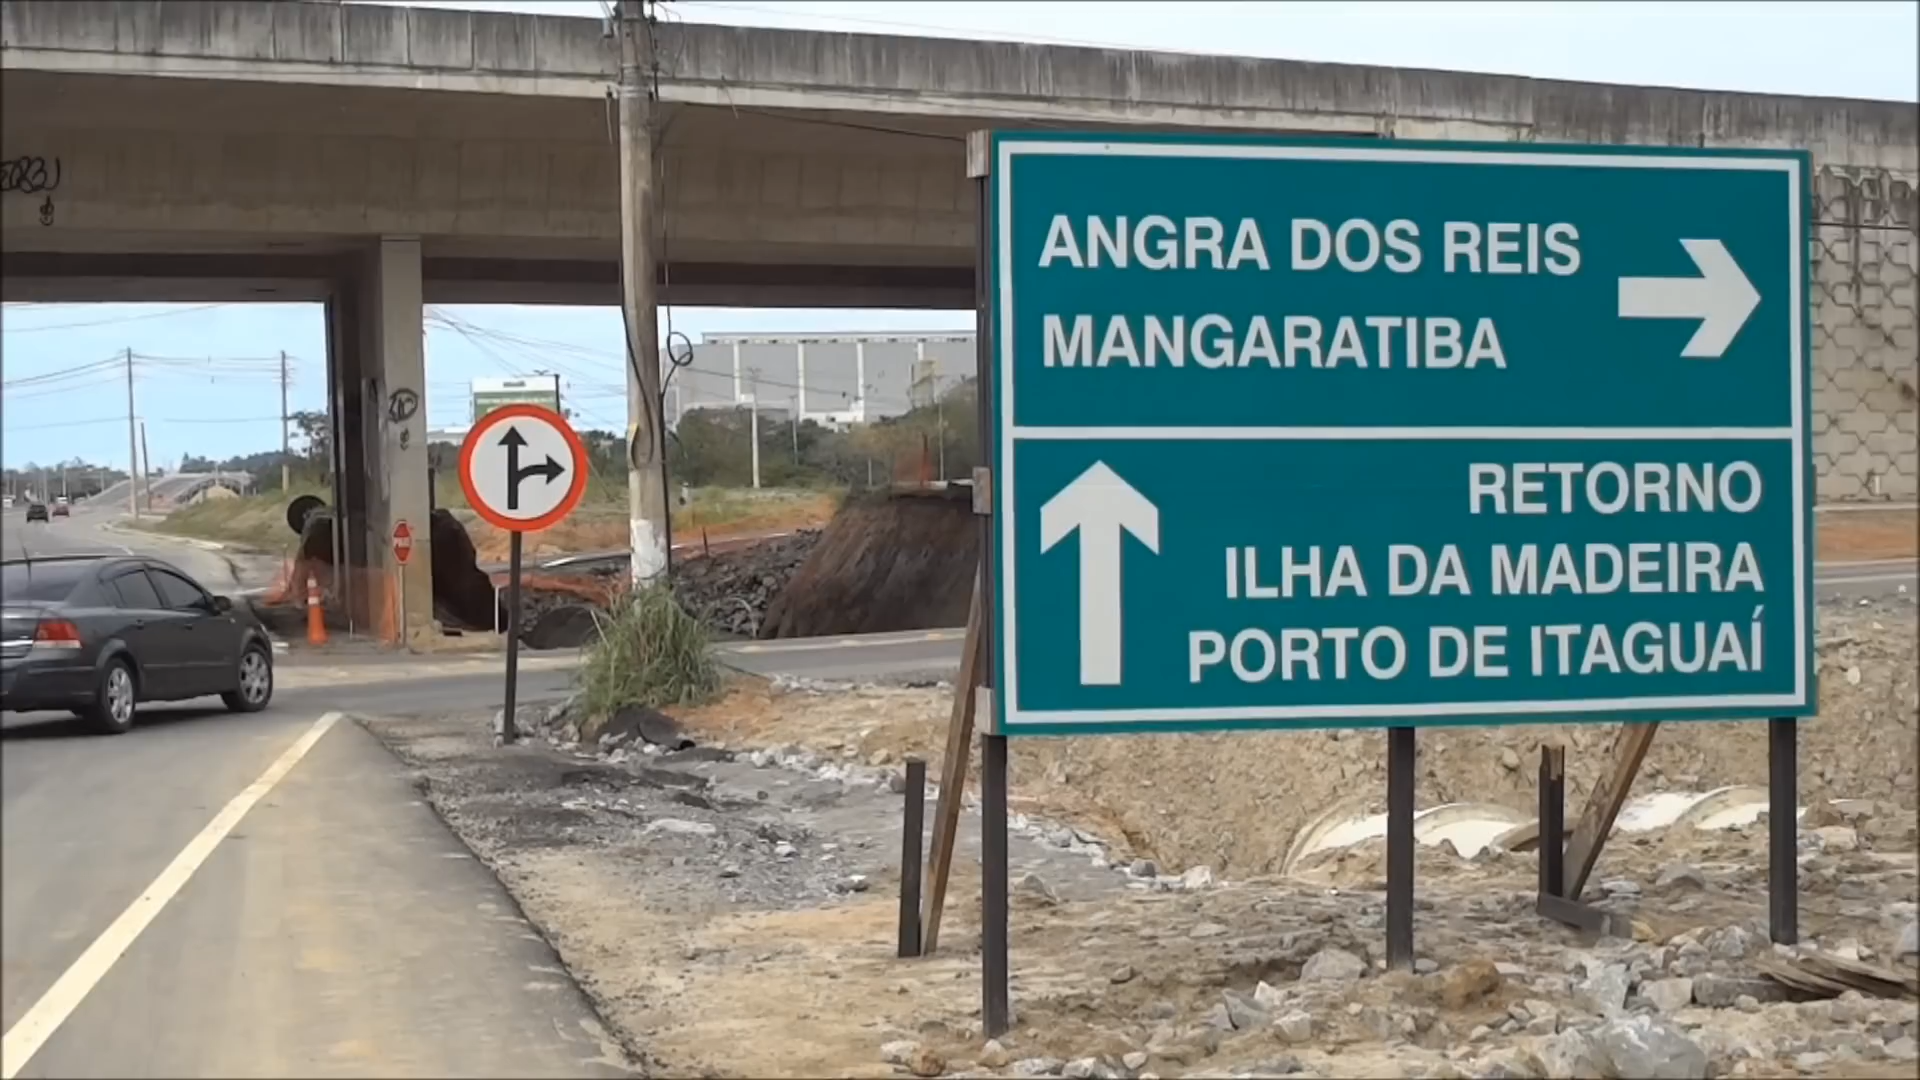 ANGRA DOS REIS
MANGARATIBA
RETORNO
ILHA DA MADEIRA
PORTO DE ITAGUAÍ